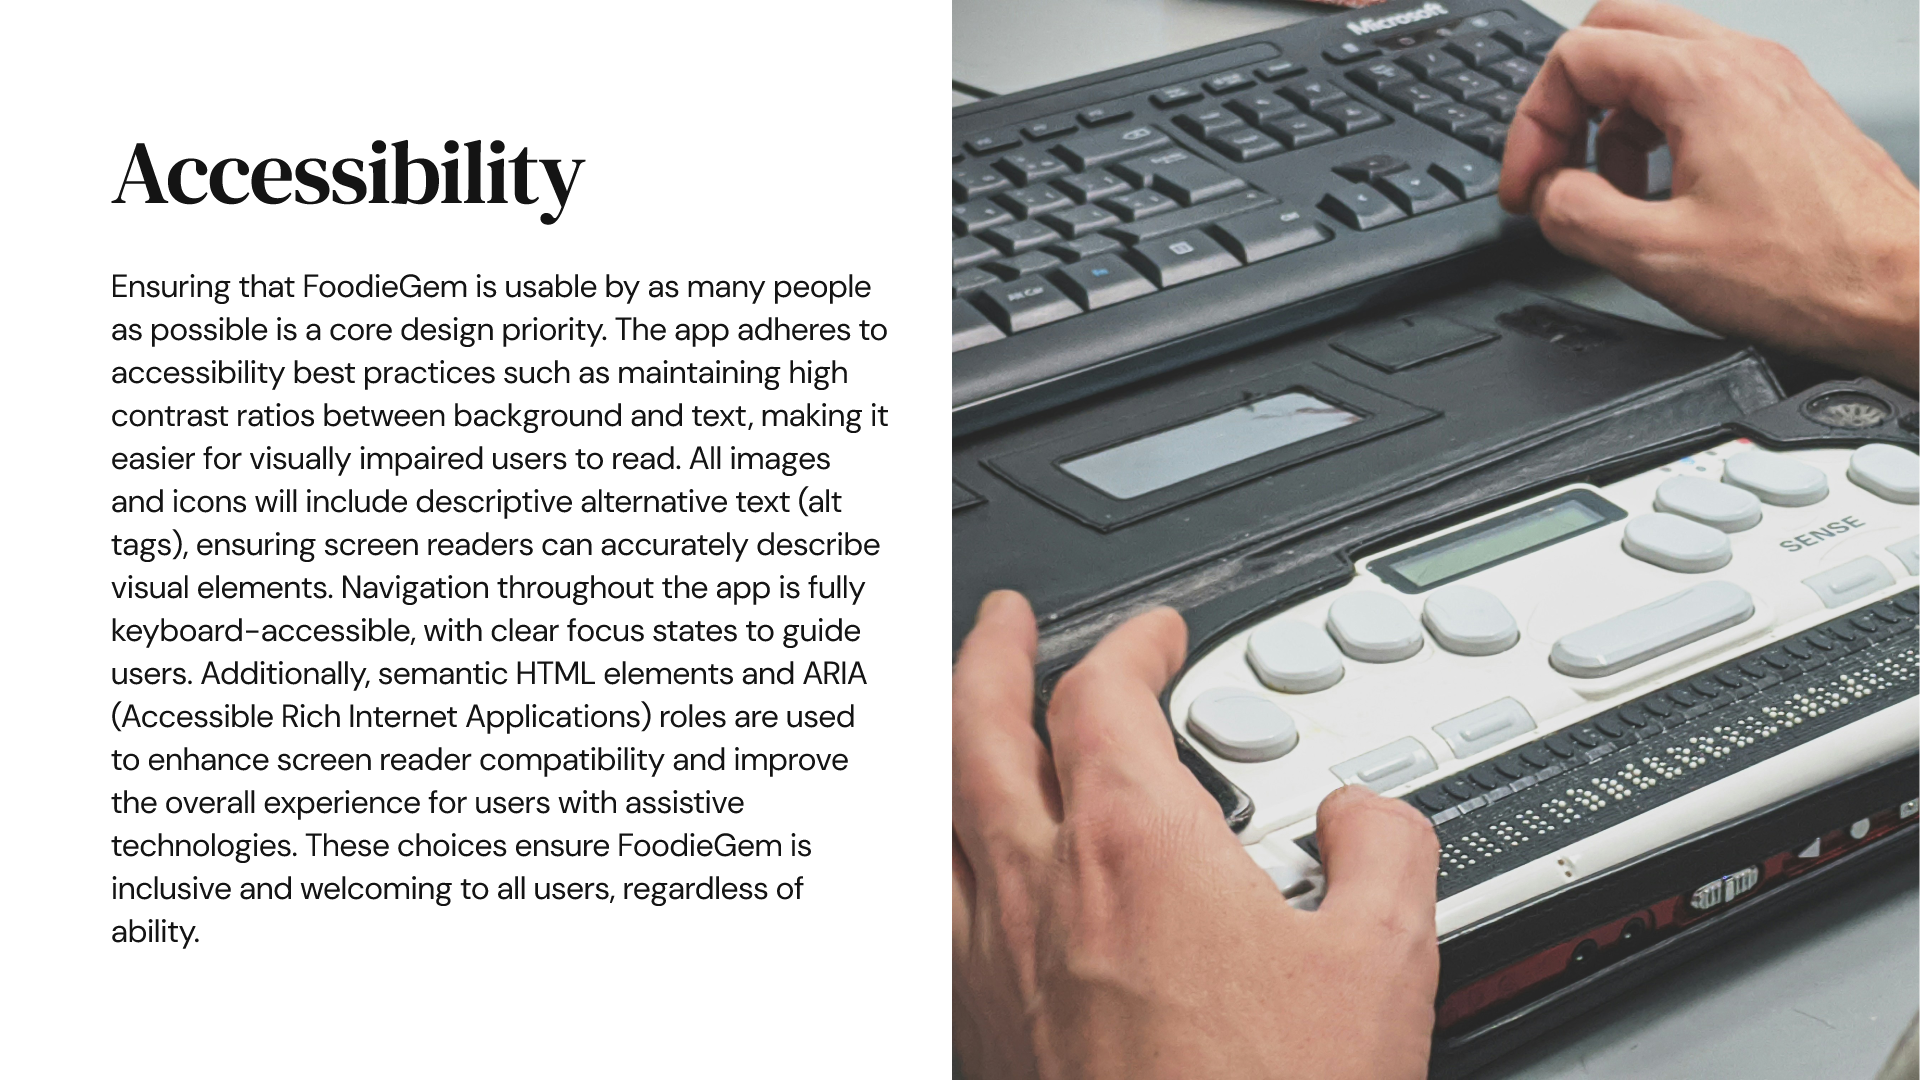 Accessibility
Ensuring that FoodieGem is usable by as many people
as possible is a core design priority. The app adheres to
accessibility best practices such as maintaining high
contrast ratios between background and text, making it
easier for visually impaired users to read. All images
and icons will include descriptive alternative text (alt
tags), ensuring screen readers can accurately describe
visual elements. Navigation throughout the app is fully
keyboard-accessible, with clear focus states to guide
users. Additionally, semantic HTML elements and ARIA
(Accessible Rich Internet Applications) roles are used
to enhance screen reader compatibility and improve
the overall experience for users with assistive
technologies. These choices ensure FoodieGem is
inclusive and welcoming to all users, regardless of
ability.
Microsoft
Ctrl
Alt Car
SENSE